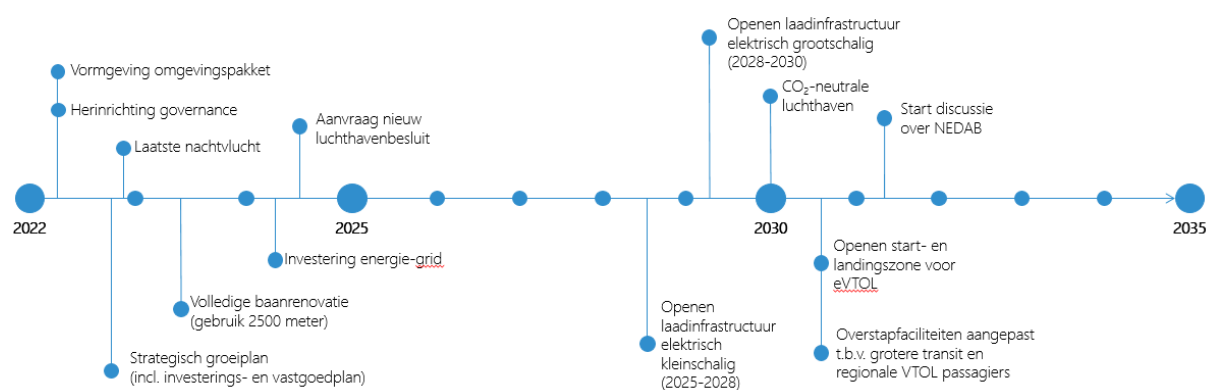 Vormgeving omgevingspakket
Herinrichting governance
Laatste nachtvlucht
Aanvraag nieuw
luchthavenbesluit
Openen laadinfrastructuur
elektrisch grootschalig
(2028-2030)
CO₂-neutrale
luchthaven
Start discussie
over NEDAB
2022
2025
2030
2035
Investering energie-grid
Volledige baanrenovatie
(gebruik 2500 meter)
Strategisch groeiplan
(incl. investerings- en vastgoedplan)
Openen
laadinfrastructuur
elektrisch
kleinschalig
(2025-2028)
Openen start- en
landingszone voor
eVTOL
Overstapfaciliteiten aangepast
t.b.v. grotere transit en
regionale VTOL passagiers